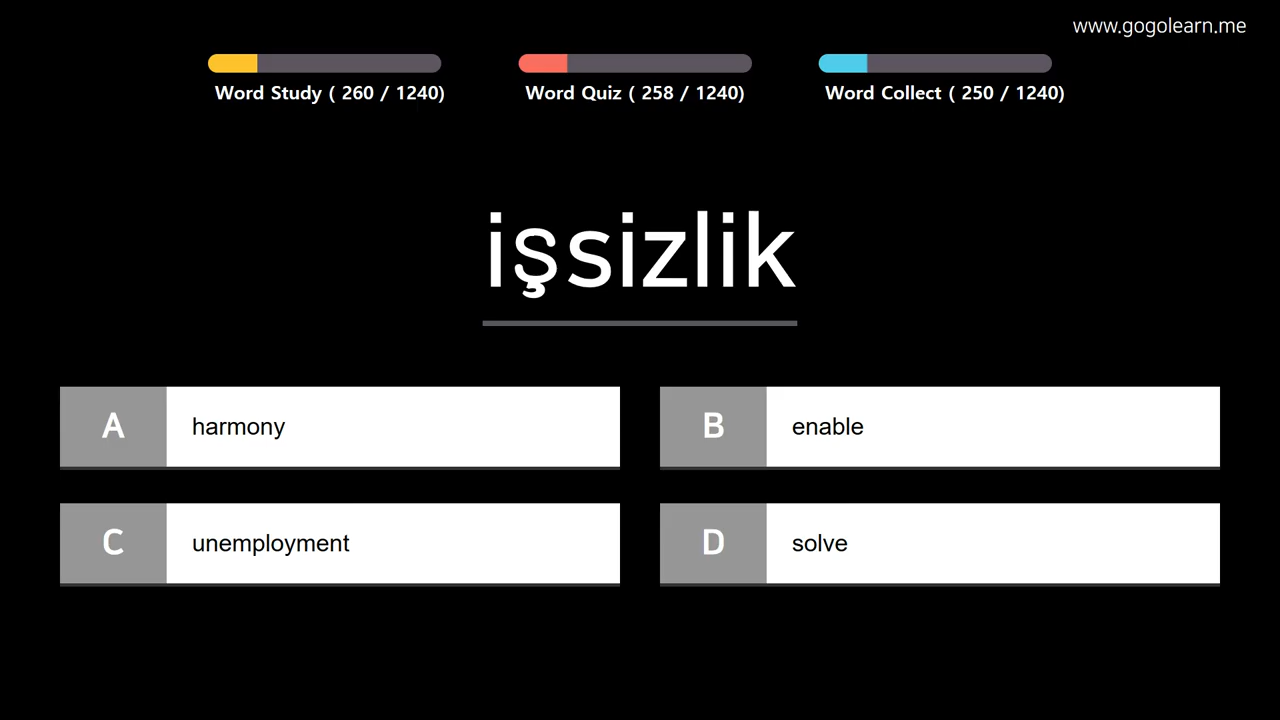 www.gogolearn.me
Word Study ( 260 / 1240)
Word Quiz ( 258 / 1240)
Word Collect ( 250 / 1240)
işsizlik
A harmony
B enable
C unemployment
D solve